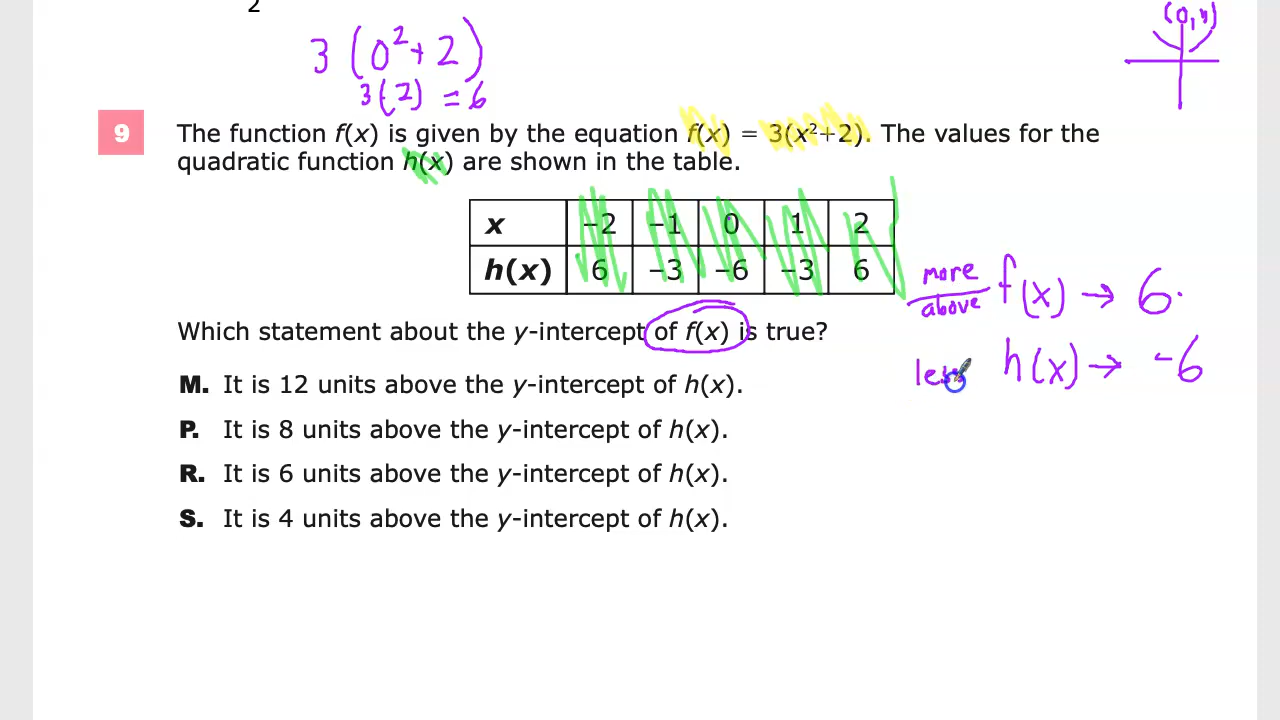 2
(0,y)
3 (0²+2)
3(2) = 6
9
The function f(x) is given by the equation f(x) = 3(x²+2). The values for the
quadratic function h(x) are shown in the table.
x −2 −1 0 1 2
h(x) 6 −3 −6 −3 6
more
above
f(x) → 6.
Which statement about the y-intercept of f(x) is true?
less h(x) → -6
M. It is 12 units above the y-intercept of h(x).
P. It is 8 units above the y-intercept of h(x).
R. It is 6 units above the y-intercept of h(x).
S. It is 4 units above the y-intercept of h(x).